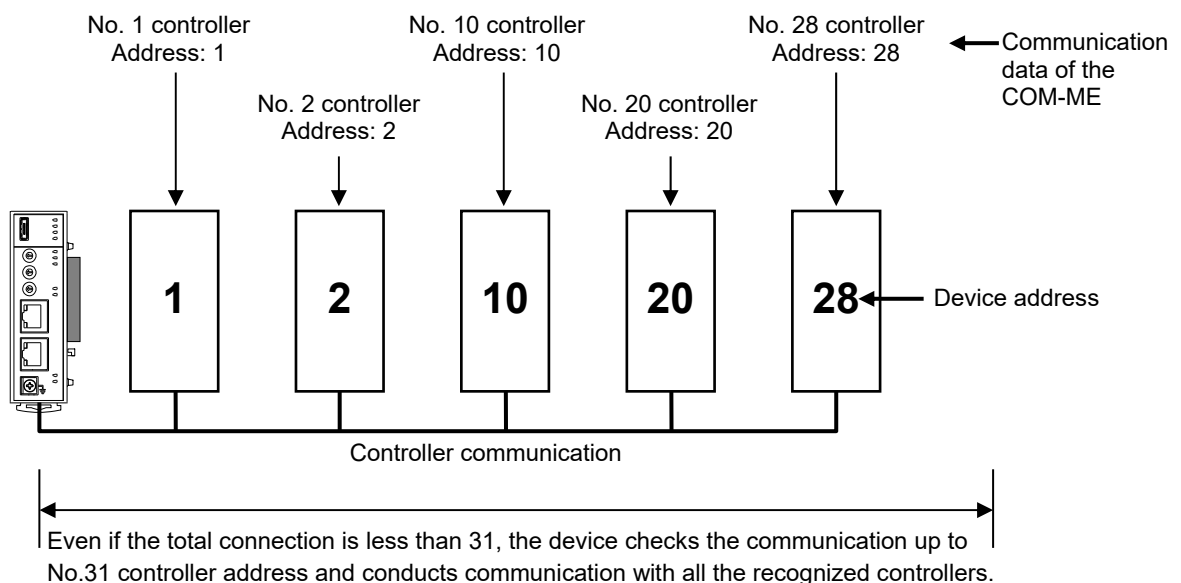 No. 1 controller
Address: 1
No. 10 controller
Address: 10
No. 28 controller
Address: 28
Communication
data of the
COM-ME
No. 2 controller
Address: 2
No. 20 controller
Address: 20
1
2
10
20
28
Device address
Controller communication
Even if the total connection is less than 31, the device checks the communication up to
No.31 controller address and conducts communication with all the recognized controllers.